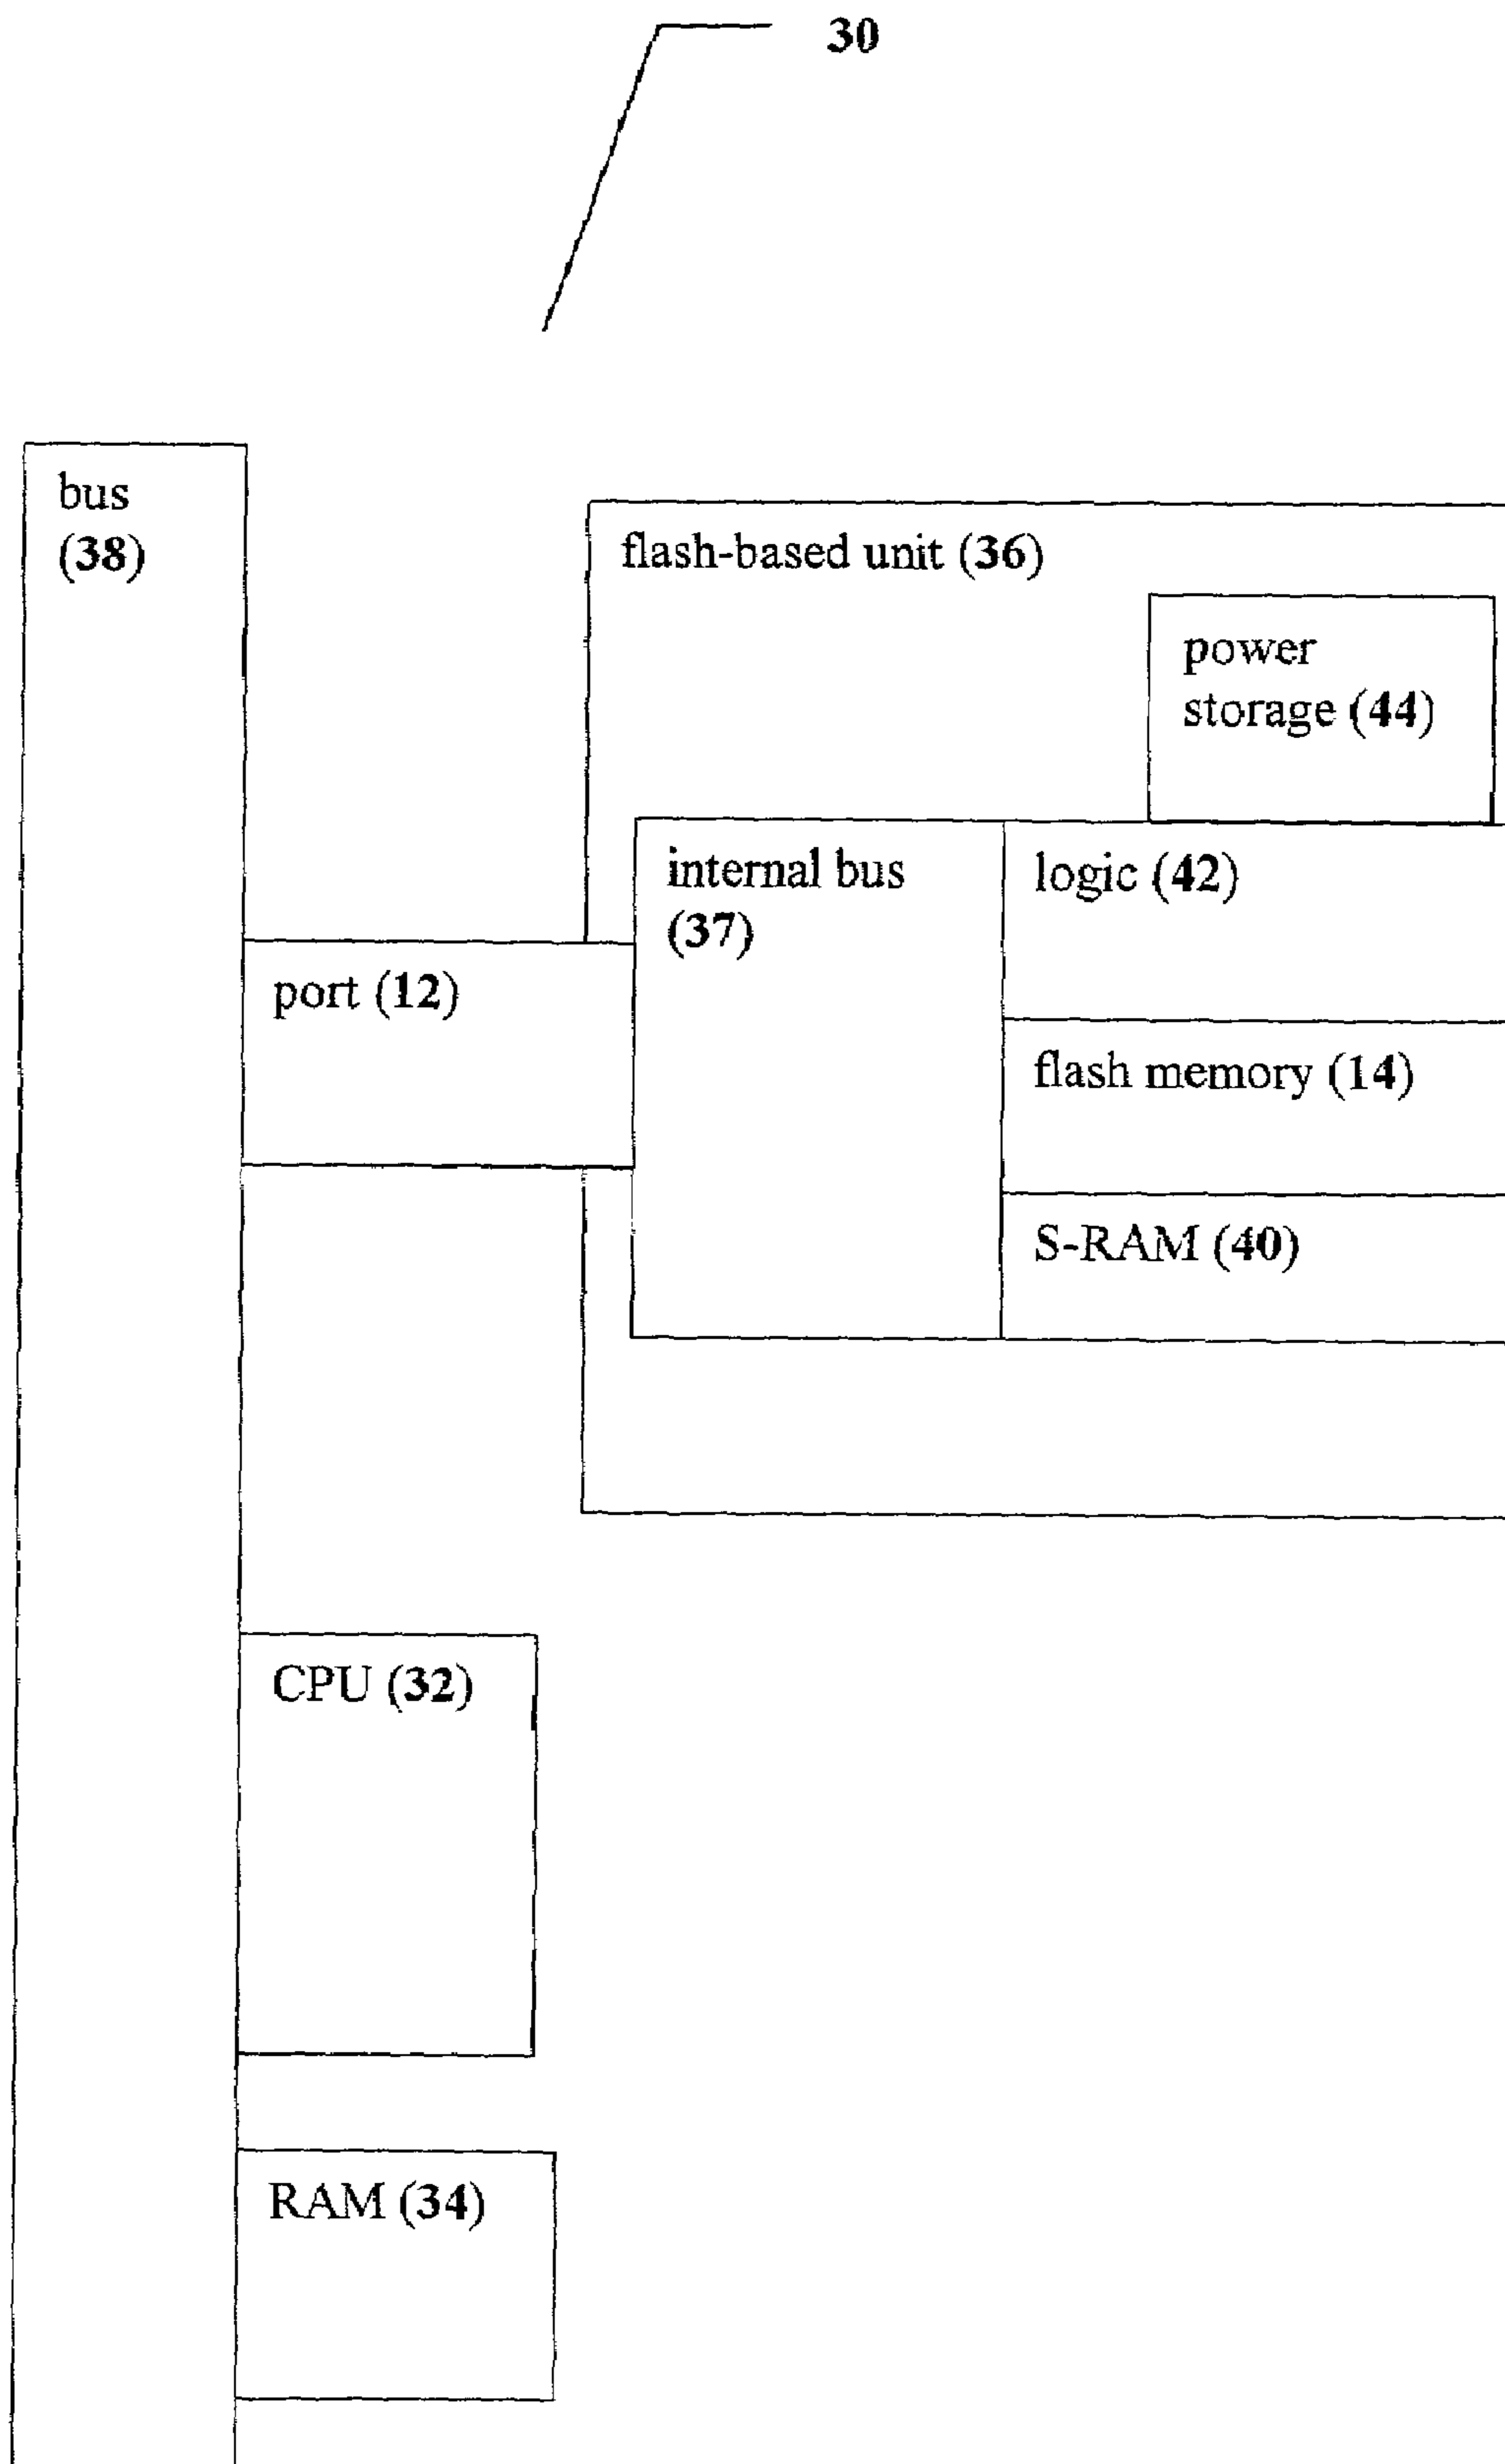 30
bus
(38)
flash-based unit (36)
power
storage (44)
internal bus
(37)
logic (42)
port (12)
flash memory (14)
S-RAM (40)
CPU (32)
RAM (34)